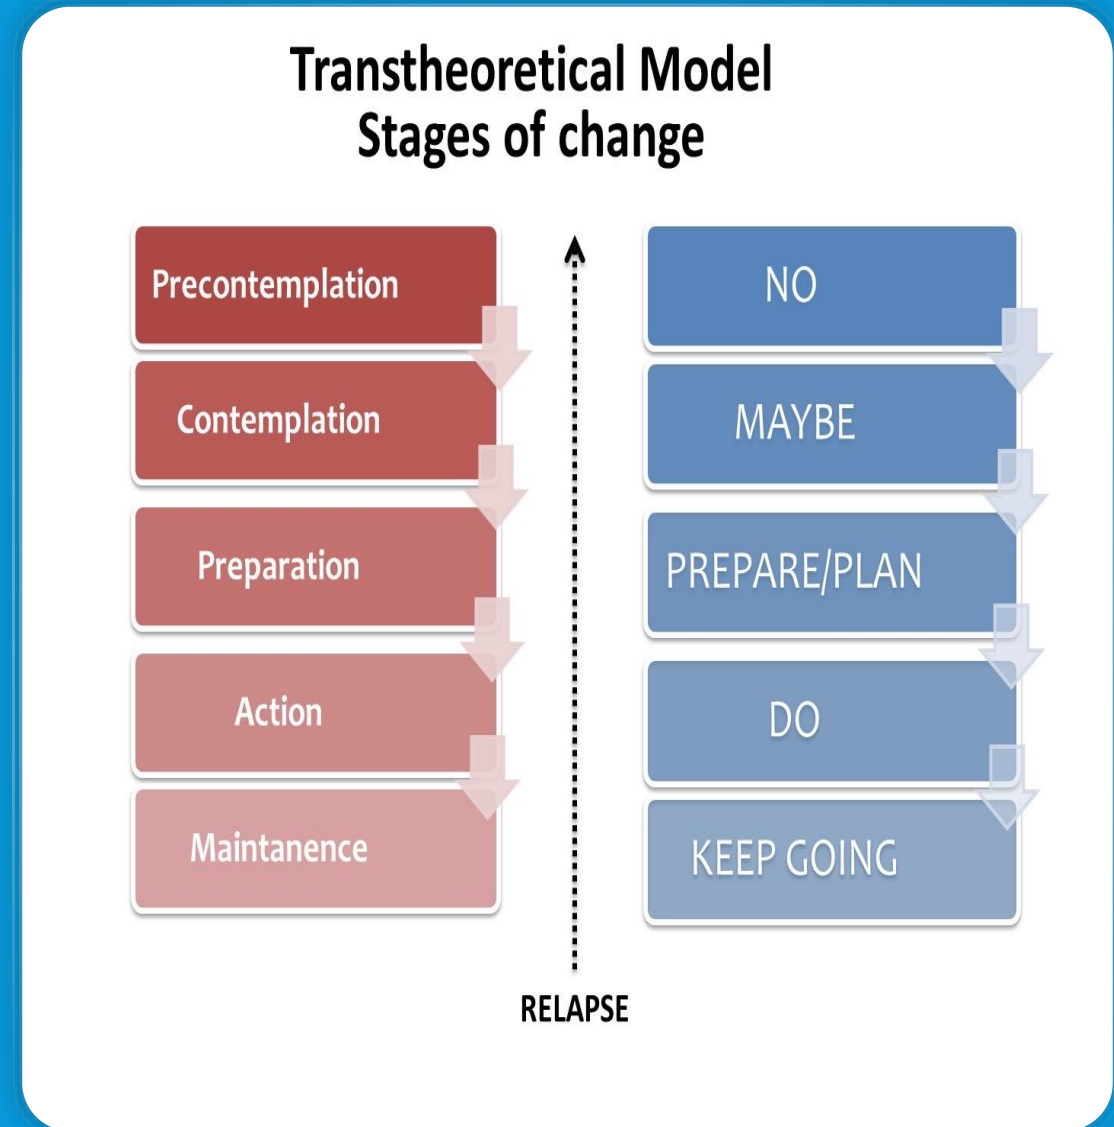 Transtheoretical Model
Stages of change
Precontemplation
Contemplation
Preparation
Action
Maintanence
NO
MAYBE
PREPARE/PLAN
DO
KEEP GOING
RELAPSE